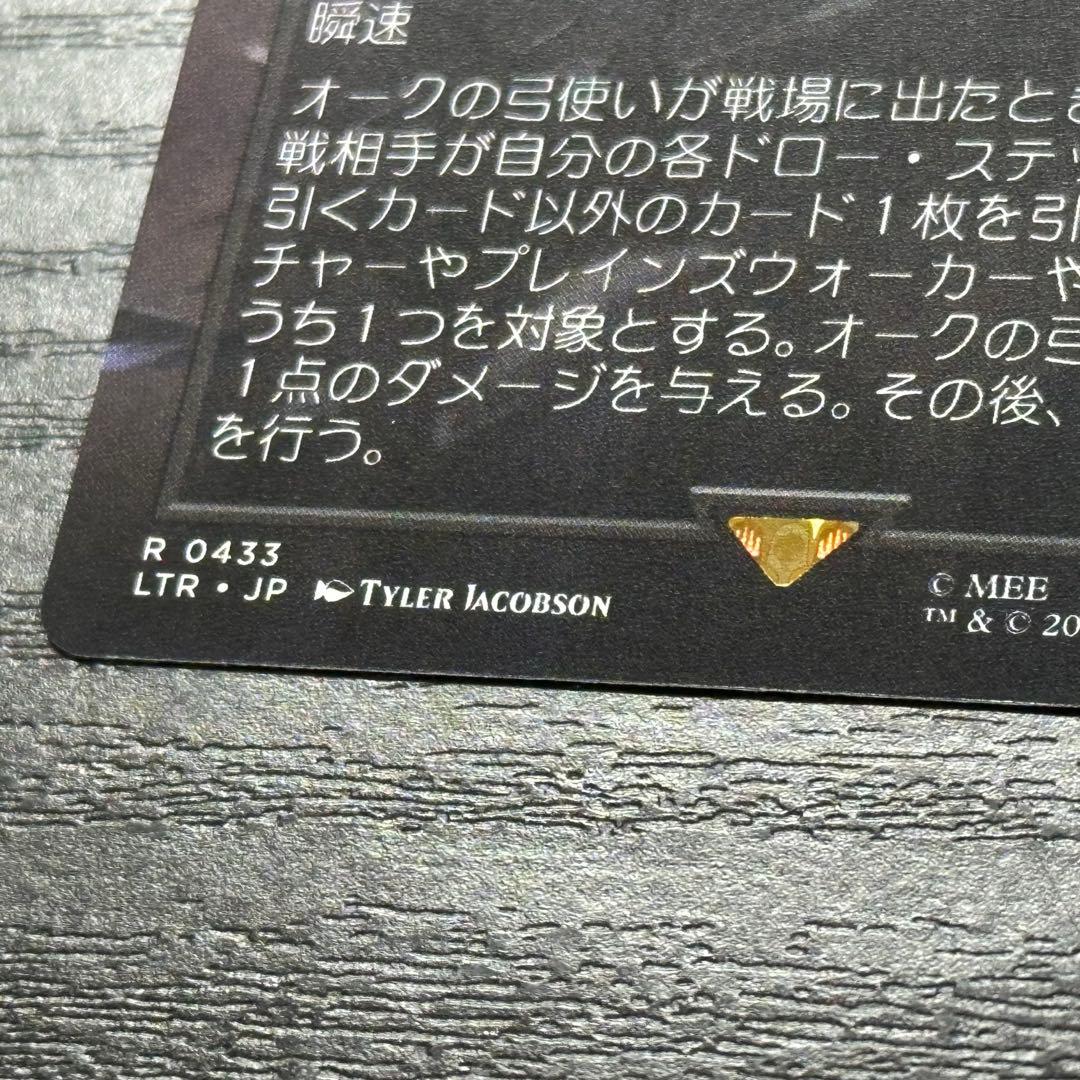 瞬速
オークの弓使いが戦場に出たとき
戦相手が自分の各ドロー・ステッ
引くカード以外のカード1枚を引
チャーやプレインズウォーカーや
うち1つを対象とする。オークの弓
1点のダメージを与える。その後、
を行う。
R 0433
LTR • JP TYLER JACOBSON
© MEE
™ & © 20